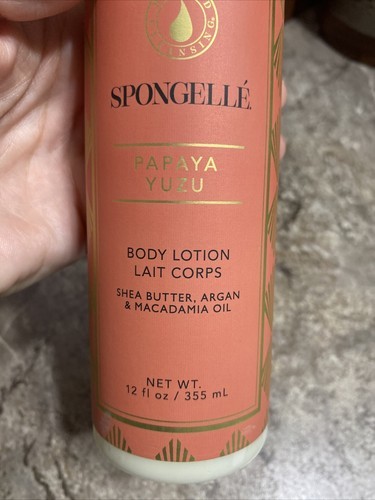 CLEANSING.
SPONGELLÉ.
PAPAYA
YUZU
BODY LOTION
LAIT CORPS
SHEA BUTTER, ARGAN
& MACADAMIA OIL
NET WT.
12 fl oz / 355 mL